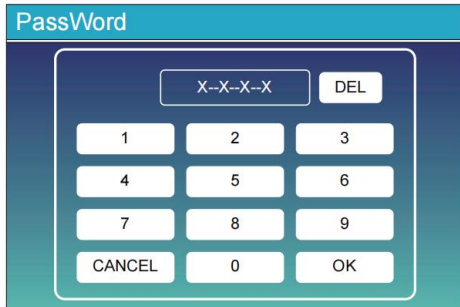 PassWord
X--X--X--X DEL
1 2 3
4 5 6
7 8 9
CANCEL 0 OK